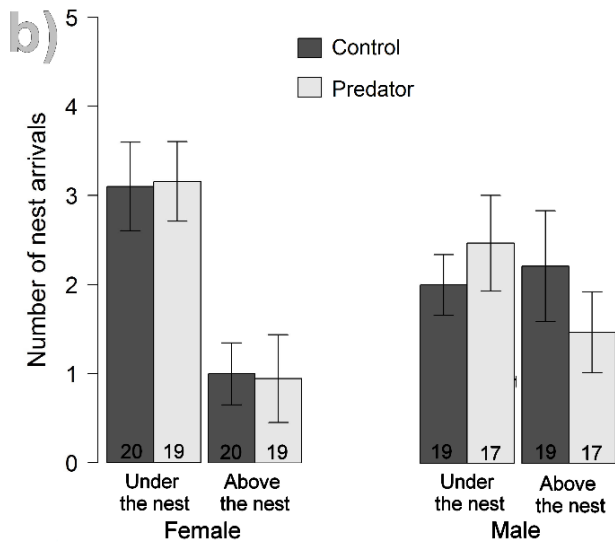 b)
5
4
3
2
1
0
Number of nest arrivals
Control
Predator
20 19 20 19 19 17 19 17
Under the nest
Above the nest
Under the nest
Above the nest
Female
Male